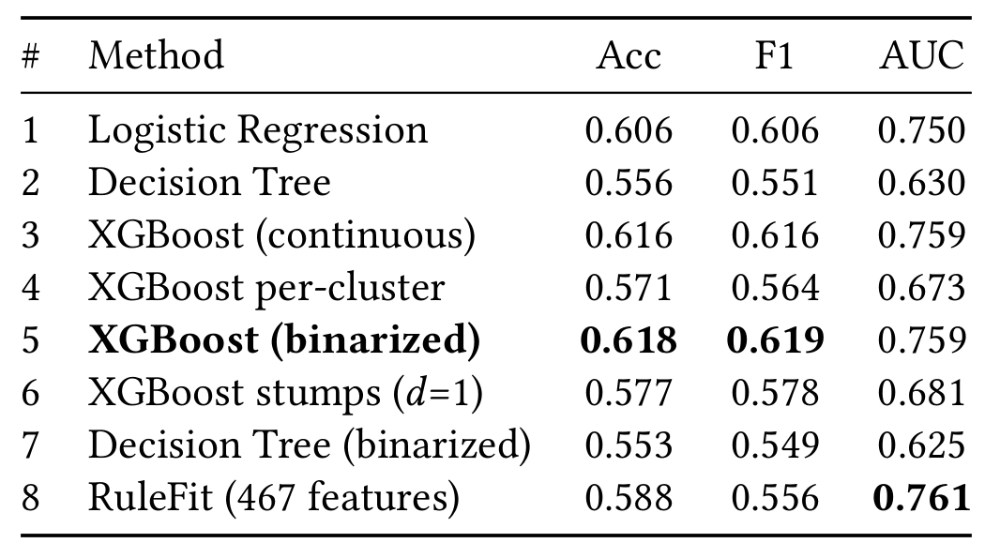 # Method Acc F1 AUC
1 Logistic Regression 0.606 0.606 0.750
2 Decision Tree 0.556 0.551 0.630
3 XGBoost (continuous) 0.616 0.616 0.759
4 XGBoost per-cluster 0.571 0.564 0.673
5 XGBoost (binarized) 0.618 0.619 0.759
6 XGBoost stumps (d=1) 0.577 0.578 0.681
7 Decision Tree (binarized) 0.553 0.549 0.625
8 RuleFit (467 features) 0.588 0.556 0.761